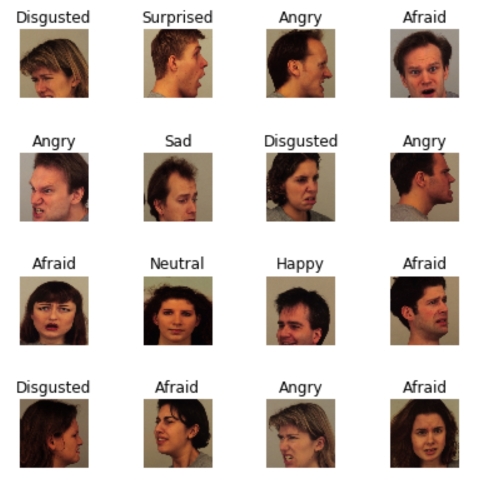 Disgusted Surprised Angry Afraid
Angry Sad Disgusted Angry
Afraid Neutral Happy Afraid
Disgusted Afraid Angry Afraid